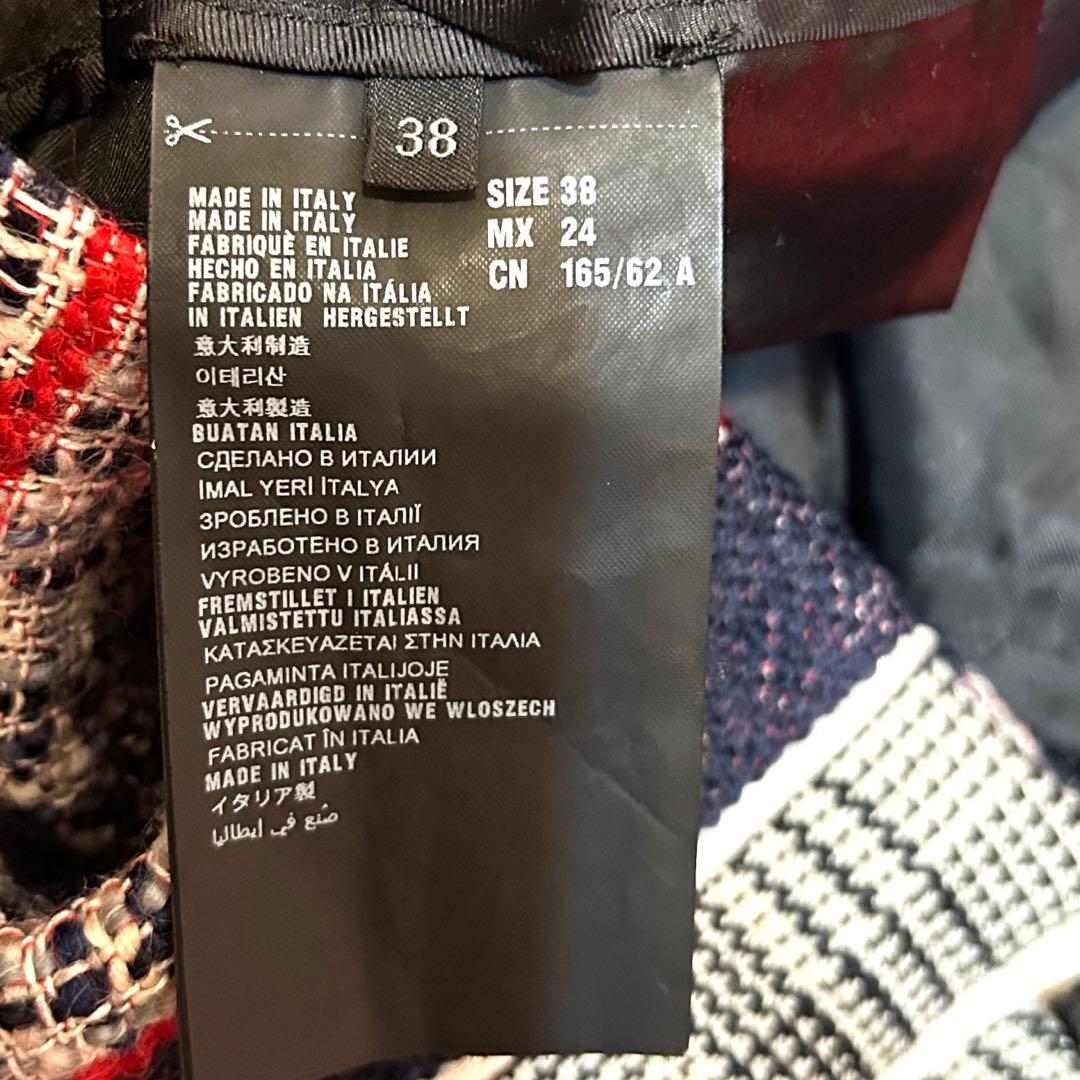 38
MADE IN ITALY
MADE IN ITALY
FABRIQUÈ EN ITALIE
HECHO EN ITALIA
FABRICADO NA ITÁLIA
IN ITALIEN HERGESTELLT
意大利制造
이테리산
意大利製造
BUATAN ITALIA
СДЕЛАНО В ИТАЛИИ
İMAL YERİ İTALYA
ЗРОБЛЕНО В ІТАЛІЇ
ИЗРАБОТЕНО В ИТАЛИЯ
VYROBENO V ITÁLII
FREMSTILLET I ITALIEN
VALMISTETTU ITALIASSA
ΚΑΤΑΣΚΕΥΑΖΕΤΑΙ ΣΤΗΝ ΙΤΑΛΙΑ
PAGAMINTA ITALIJOJE
VERVAARDIGD IN ITALIË
WYPRODUKOWANO WE WLOSZECH
FABRICAT ÎN ITALIA
MADE IN ITALY
イタリア製
صنع في إيطاليا
SIZE 38
MX 24
CN 165/62 A